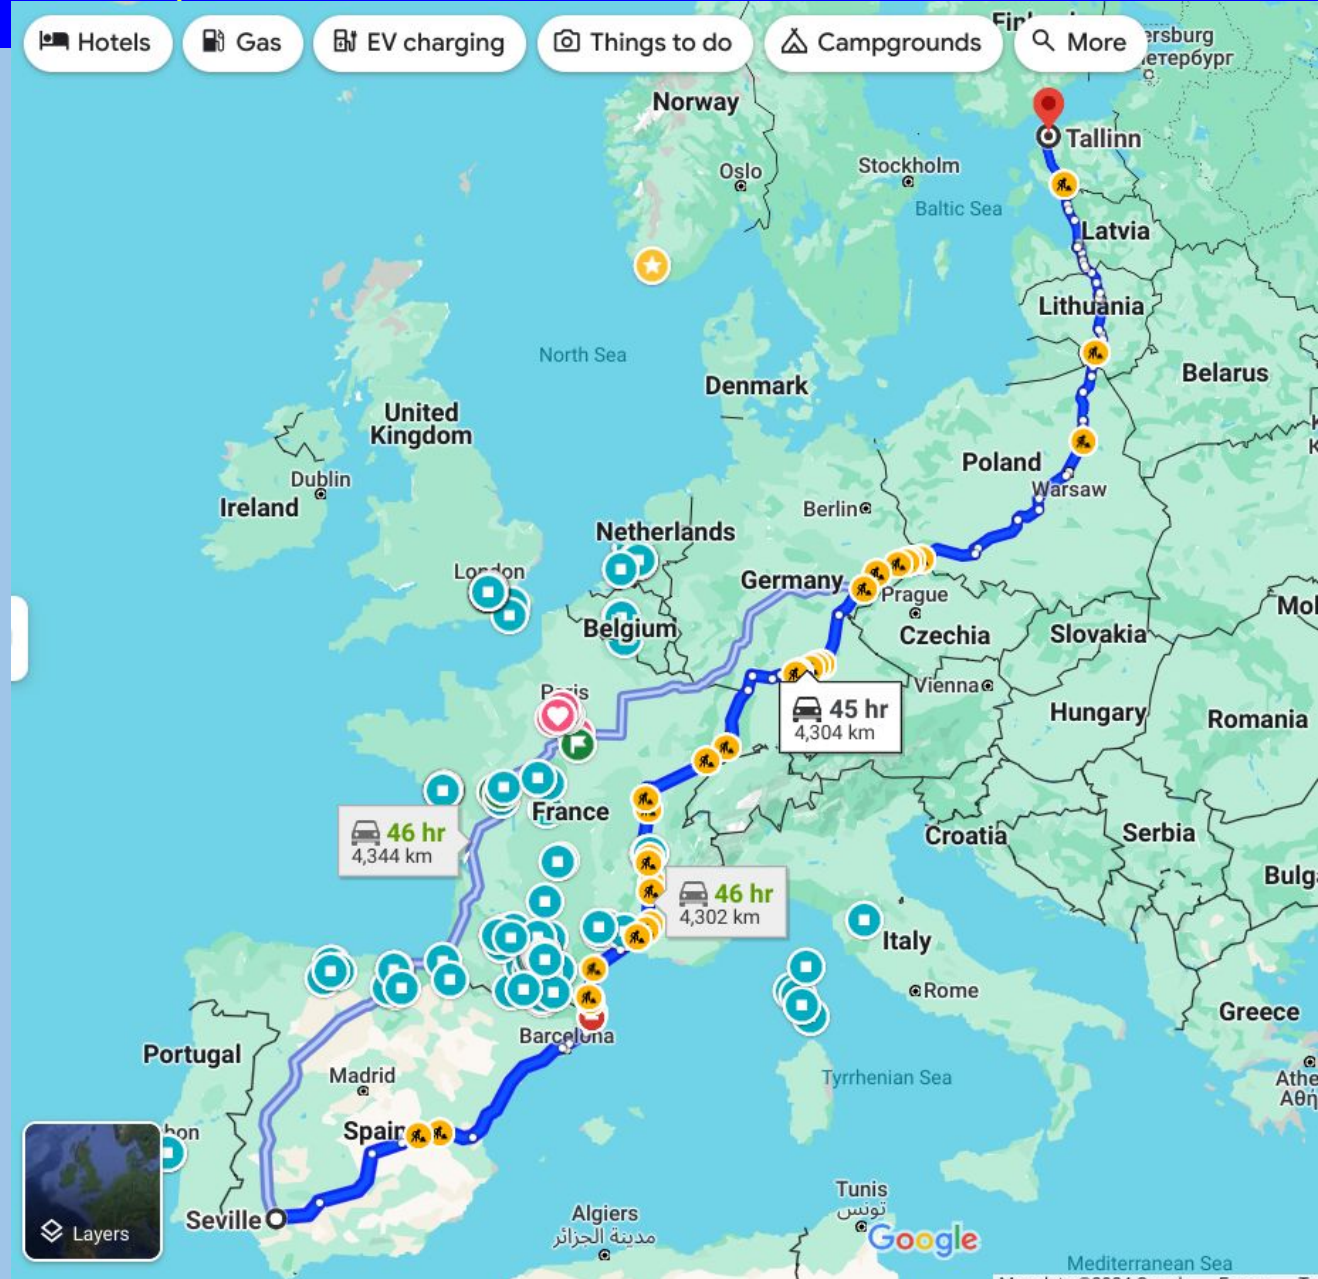 Hotels
Gas
EV charging
Things to do
Campgrounds
More
Norway
Oslo
Stockholm
Baltic Sea
Tallinn
Latvia
Lithuania
Belarus
North Sea
Denmark
United
Kingdom
Dublin
Ireland
Poland
Warsaw
Berlin
Netherlands
London
Germany
Prague
Belgium
Czechia
Slovakia
Vienna
Paris
45 hr
4,304 km
Hungary
Romania
France
46 hr
4,344 km
Croatia
Serbia
46 hr
4,302 km
Italy
Rome
Greece
Barcelona
Portugal
Madrid
Tyrrhenian Sea
Spain
Seville
Layers
Tunis
تونس
Algiers
مدينة الجزائر
Google
Mediterranean Sea